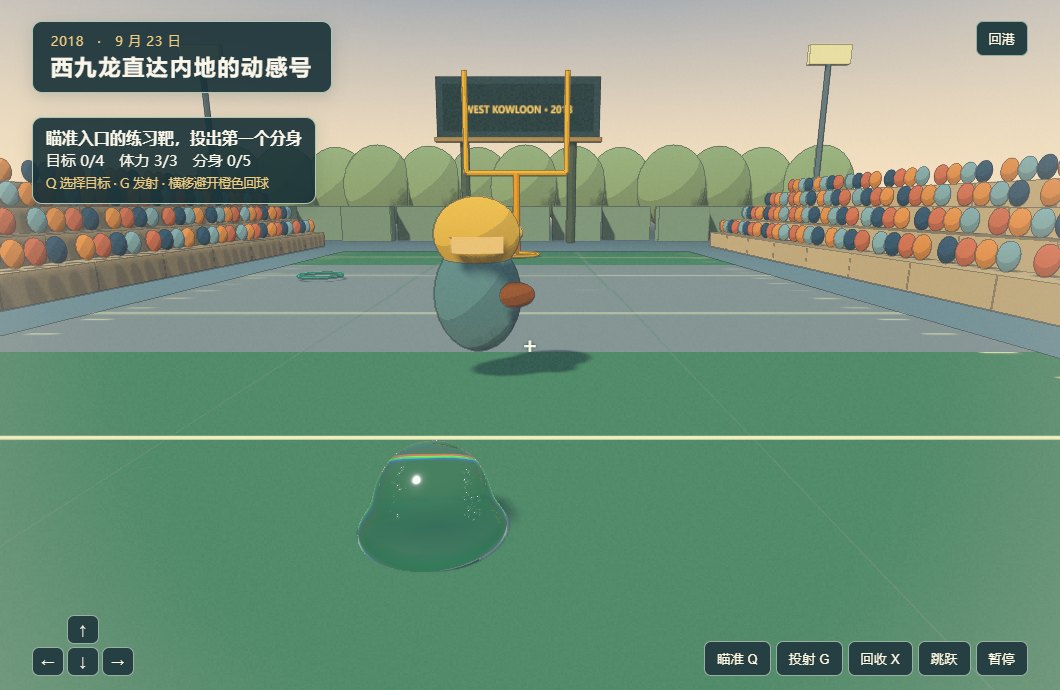 2018 · 9 月 23 日
西九龙直达内地的动感号
回港
瞄准入口的练习靶，投出第一个分身
目标 0/4 体力 3/3 分身 0/5
Q 选择目标 · G 发射 · 横移避开橙色回球
WEST KOWLOON • 2018
↑
← ↓ →
瞄准 Q 投射 G 回收 X 跳跃 暂停